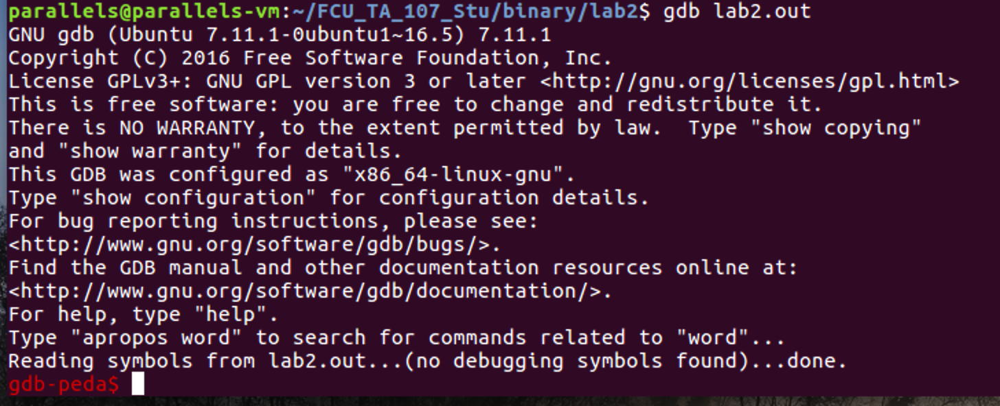 parallels@parallels-vm:~/FCU_TA_107_Stu/binary/lab2$ gdb lab2.out
GNU gdb (Ubuntu 7.11.1-0ubuntu1~16.5) 7.11.1
Copyright (C) 2016 Free Software Foundation, Inc.
License GPLv3+: GNU GPL version 3 or later <http://gnu.org/licenses/gpl.html>
This is free software: you are free to change and redistribute it.
There is NO WARRANTY, to the extent permitted by law.  Type "show copying"
and "show warranty" for details.
This GDB was configured as "x86_64-linux-gnu".
Type "show configuration" for configuration details.
For bug reporting instructions, please see:
<http://www.gnu.org/software/gdb/bugs/>.
Find the GDB manual and other documentation resources online at:
<http://www.gnu.org/software/gdb/documentation/>.
For help, type "help".
Type "apropos word" to search for commands related to "word"...
Reading symbols from lab2.out...(no debugging symbols found)...done.
gdb-peda$